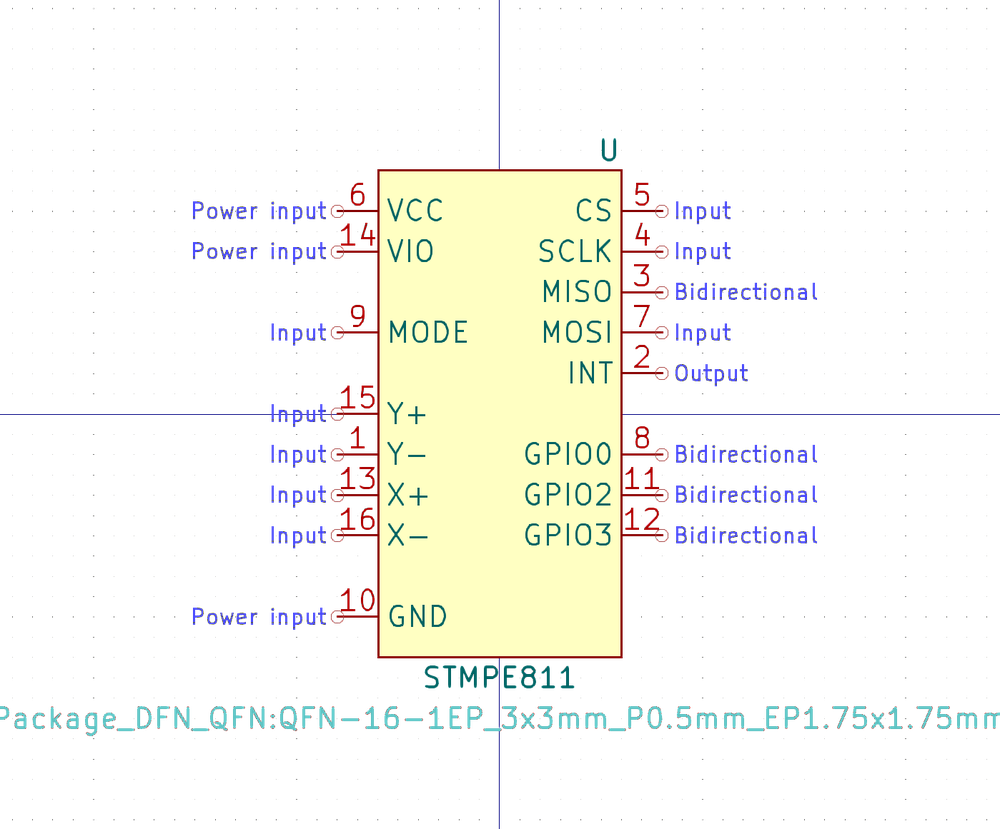 U
Power input 6 VCC CS 5 Input
Power input 14 VIO SCLK 4 Input
MISO 3 Bidirectional
Input 9 MODE MOSI 7 Input
INT 2 Output
Input 15 Y+
Input 1 Y- GPIO0 8 Bidirectional
Input 13 X+ GPIO2 11 Bidirectional
Input 16 X- GPIO3 12 Bidirectional
Power input 10 GND
STMPE811
Package_DFN_QFN:QFN-16-1EP_3x3mm_P0.5mm_EP1.75x1.75mm